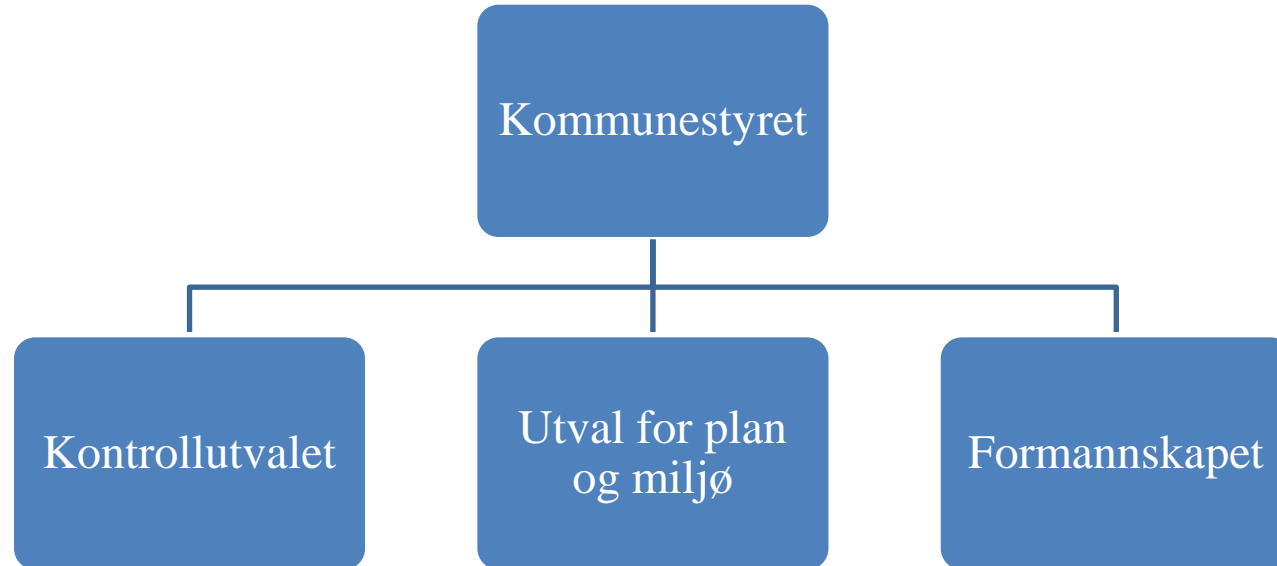 Kommunestyret
Kontrollutvalet
Utval for plan
og miljø
Formannskapet